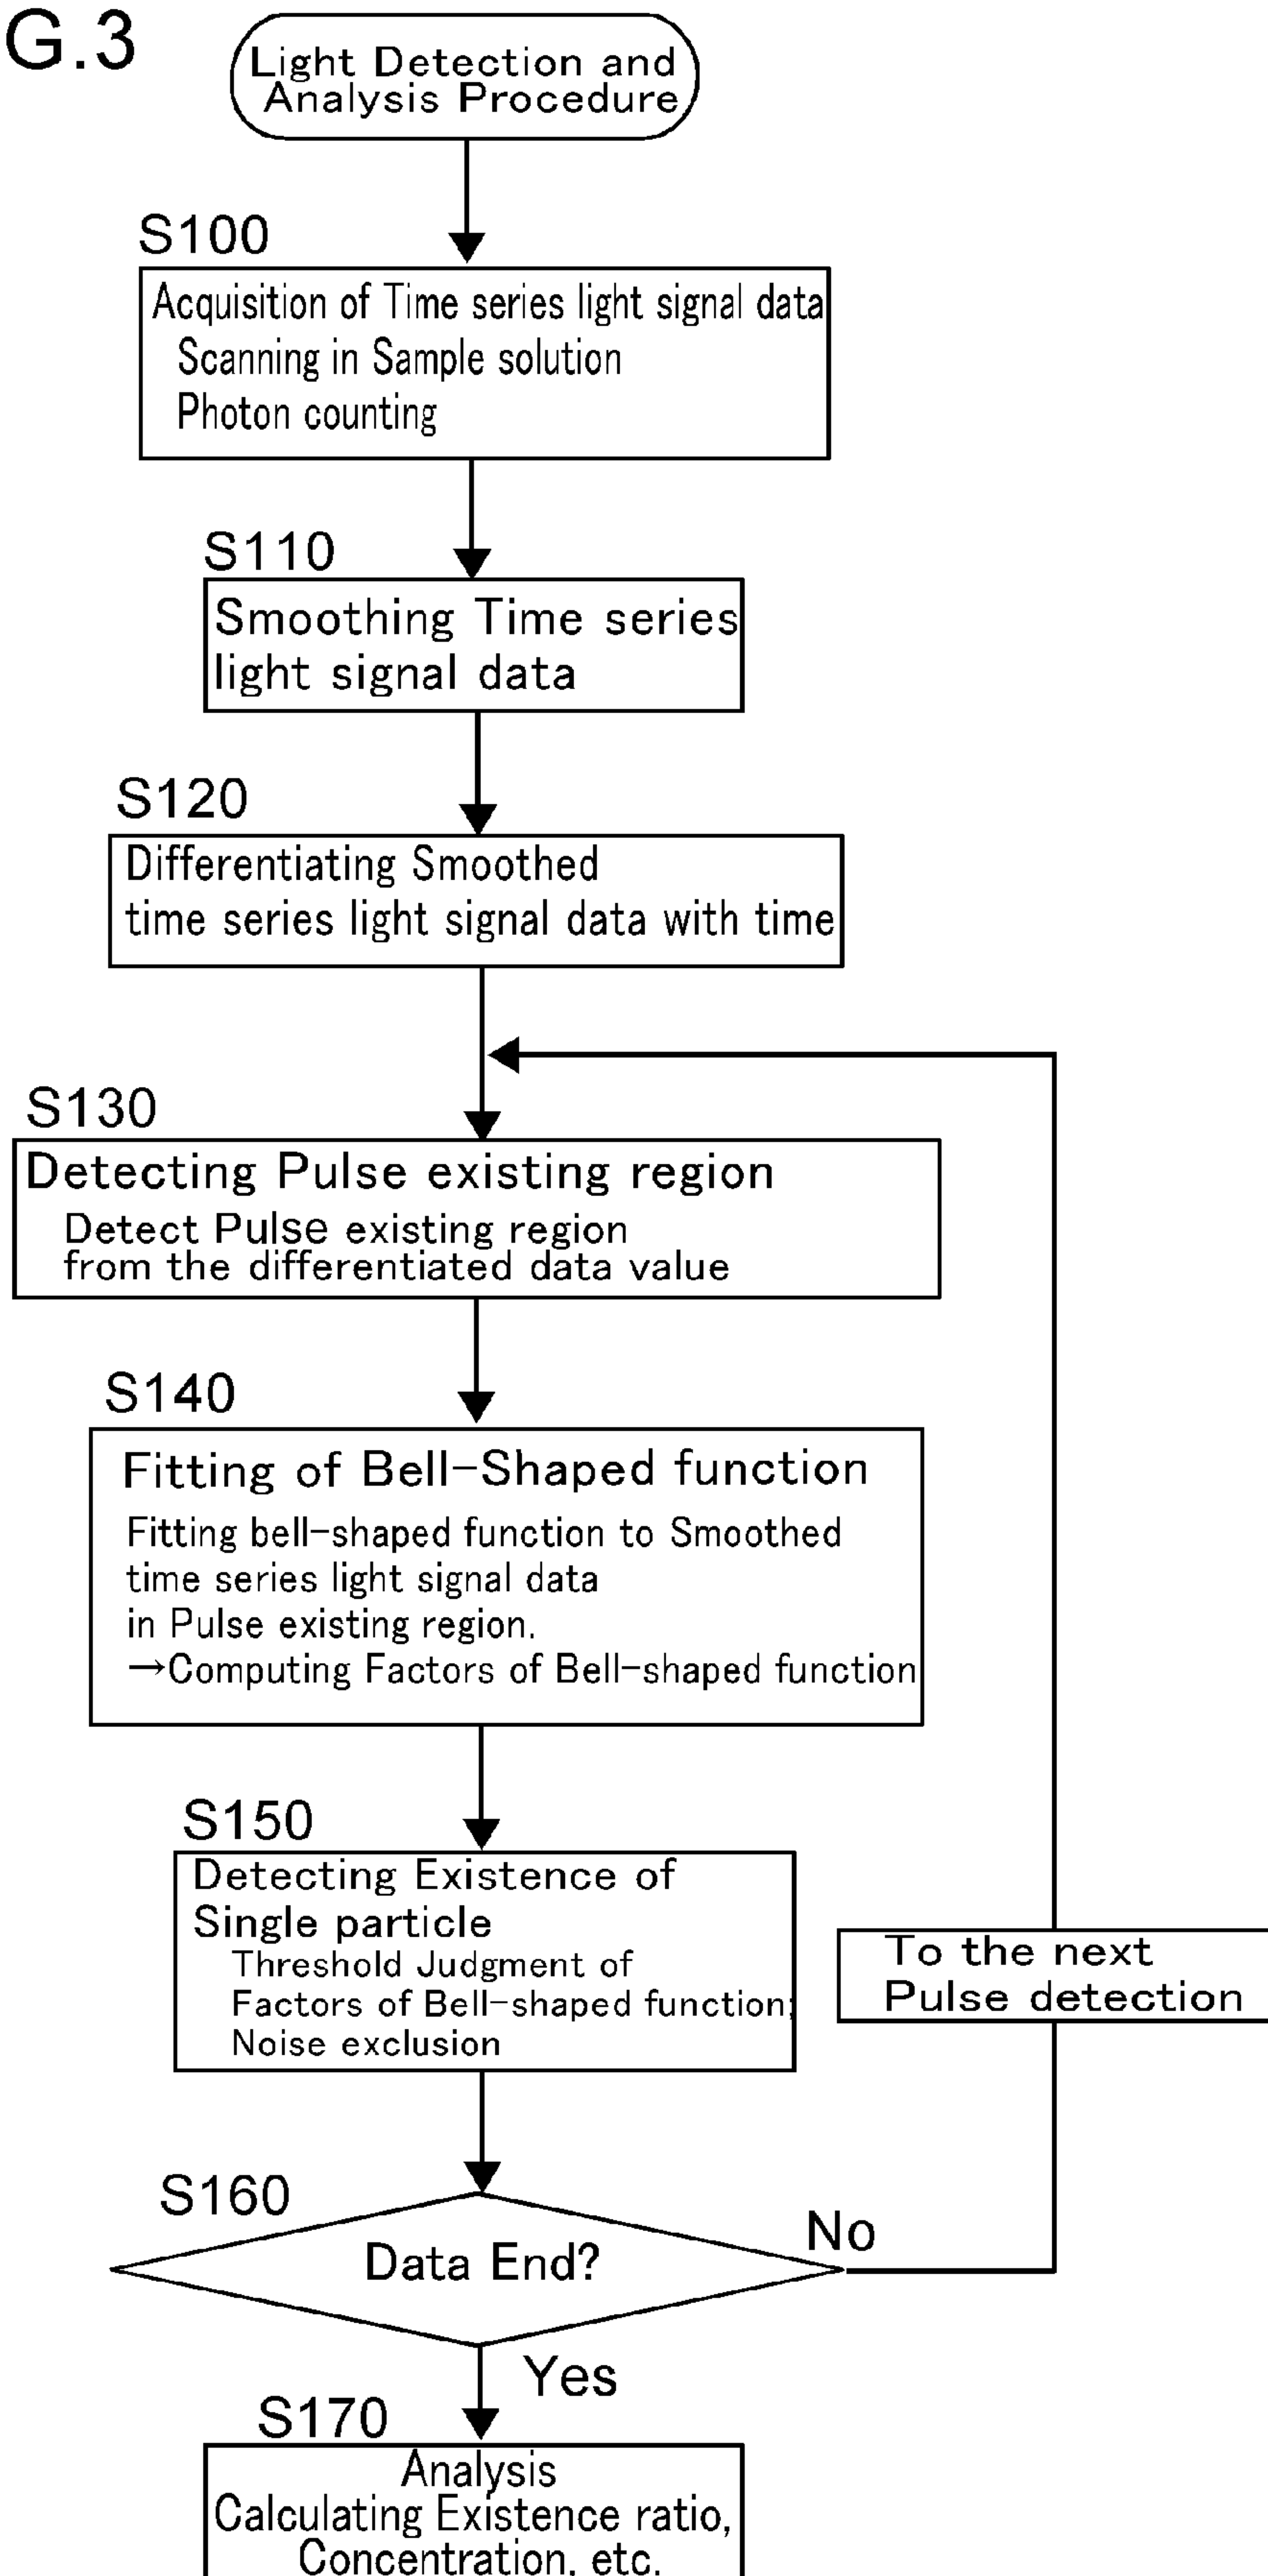 G.3
Light Detection and
Analysis Procedure
S100
Acquisition of Time series light signal data
Scanning in Sample solution
Photon counting
S110
Smoothing Time series
light signal data
S120
Differentiating Smoothed
time series light signal data with time
S130
Detecting Pulse existing region
Detect Pulse existing region
from the differentiated data value
S140
Fitting of Bell-Shaped function
Fitting bell-shaped function to Smoothed
time series light signal data
in Pulse existing region.
→Computing Factors of Bell-shaped function
S150
Detecting Existence of
Single particle
Threshold Judgment of
Factors of Bell-shaped function;
Noise exclusion
To the next
Pulse detection
S160
Data End?
No
Yes
S170
Analysis
Calculating Existence ratio,
Concentration, etc.